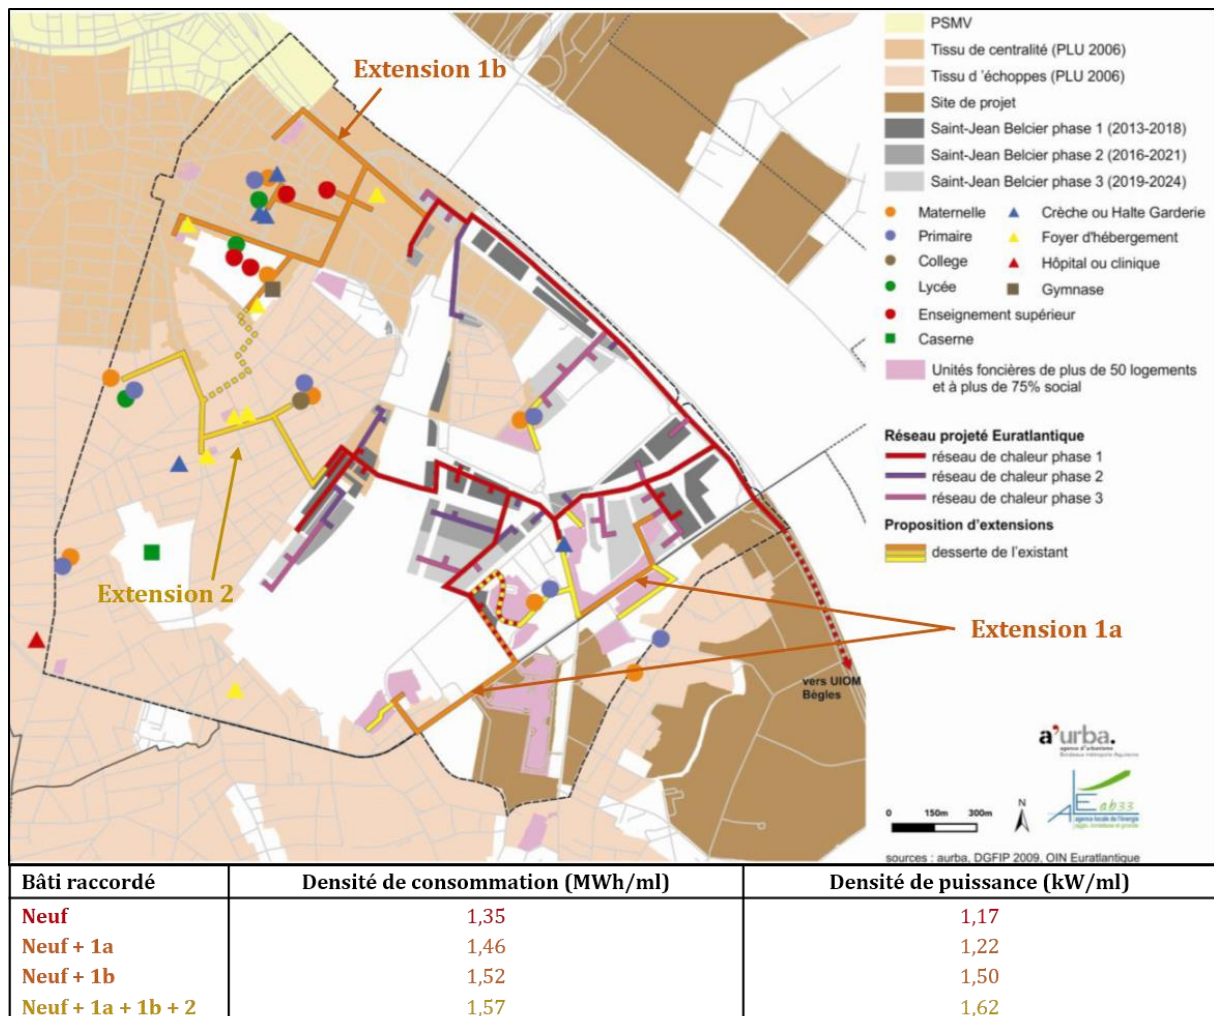 Extension 1b
Extension 2
Extension 1a
vers UIOM
Bègles
PSMV
Tissu de centralité (PLU 2006)
Tissu d 'échoppes (PLU 2006)
Site de projet
Saint-Jean Belcier phase 1 (2013-2018)
Saint-Jean Belcier phase 2 (2016-2021)
Saint-Jean Belcier phase 3 (2019-2024)
Maternelle
Crèche ou Halte Garderie
Primaire
Foyer d'hébergement
College
Hôpital ou clinique
Lycée
Gymnase
Enseignement supérieur
Caserne
Unités foncières de plus de 50 logements
et à plus de 75% social
Réseau projeté Euratlantique
réseau de chaleur phase 1
réseau de chaleur phase 2
réseau de chaleur phase 3
Proposition d'extensions
desserte de l'existant
a'urba.
agence d'urbanisme
Bordeaux métropole Aquitaine
ALEab33
0 150m 300m
N
sources : aurba, DGFIP 2009, OIN Euratlantique
Bâti raccordé Densité de consommation (MWh/ml) Densité de puissance (kW/ml)
Neuf 1,35 1,17
Neuf + 1a 1,46 1,22
Neuf + 1b 1,52 1,50
Neuf + 1a + 1b + 2 1,57 1,62